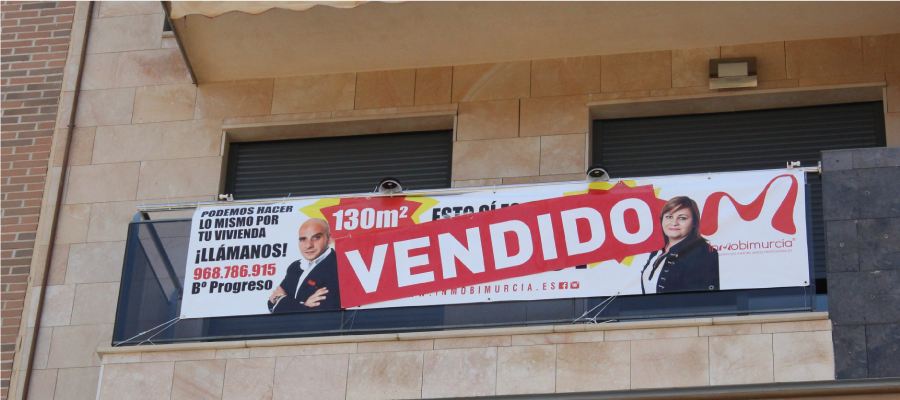 PODEMOS HACER
LO MISMO POR
TU VIVIENDA
¡LLÁMANOS!
968.786.915
Bº Progreso
130m²
ESTO SÍ
VENDIDO
.INMOBIMURCIA.ES
inmobimurcia